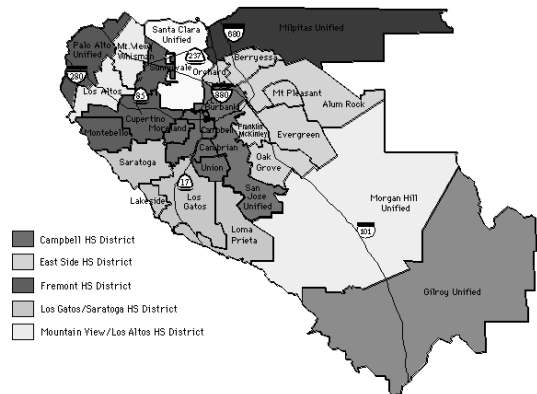 Milpitas Unified
Santa Clara
Unified
680
Palo Alto
Unified
Mt. View
Whisman
237
Berryessa
Sunnyvale
Orchard
280
Mt Pleasant
Alum Rock
Los Altos
85
880
Burbank
Cupertino
Montebello
Moreland
Campbell
Franklin
McKinley
Evergreen
Cambrian
Saratoga
Union
Oak
Grove
17
San
Jose
Unified
Los
Gatos
Lakeside
Morgan Hill
Unified
Loma
Prieta
101
Gilroy Unified
Campbell HS District
East Side HS District
Fremont HS District
Los Gatos/Saratoga HS District
Mountain View/Los Altos HS District